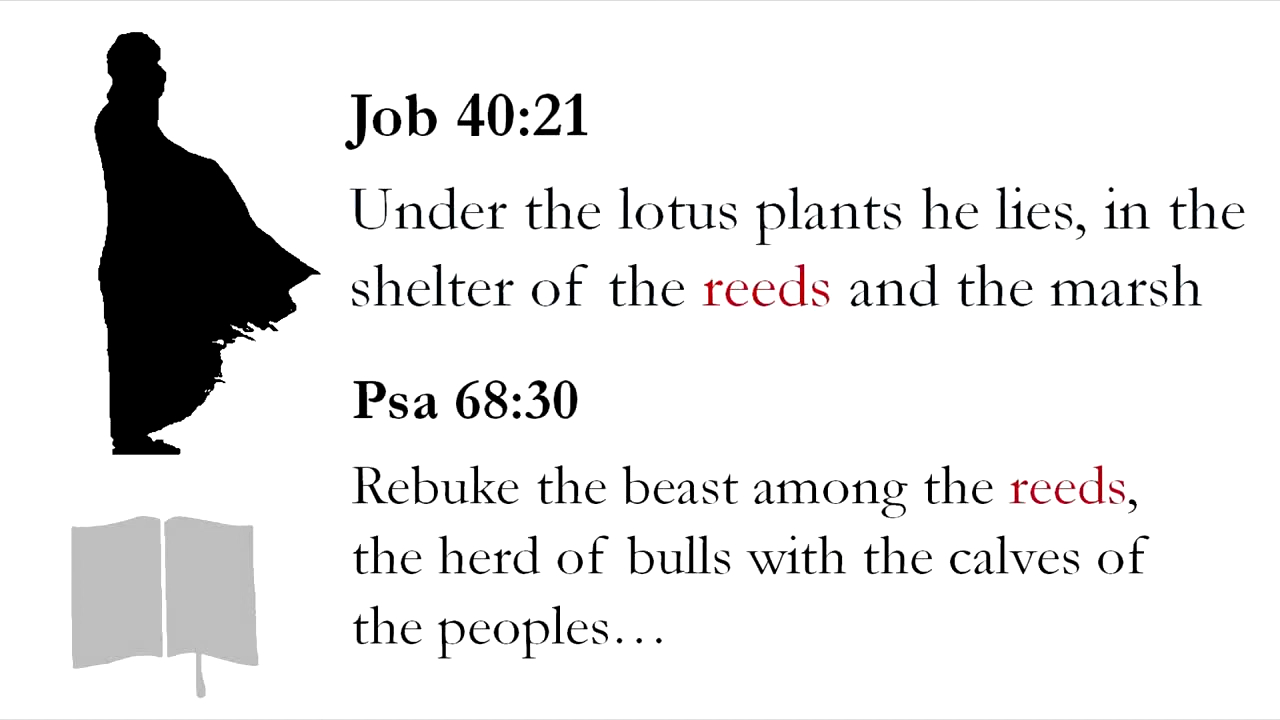 Job 40:21
Under the lotus plants he lies, in the
shelter of the reeds and the marsh
Psa 68:30
Rebuke the beast among the reeds,
the herd of bulls with the calves of
the peoples…